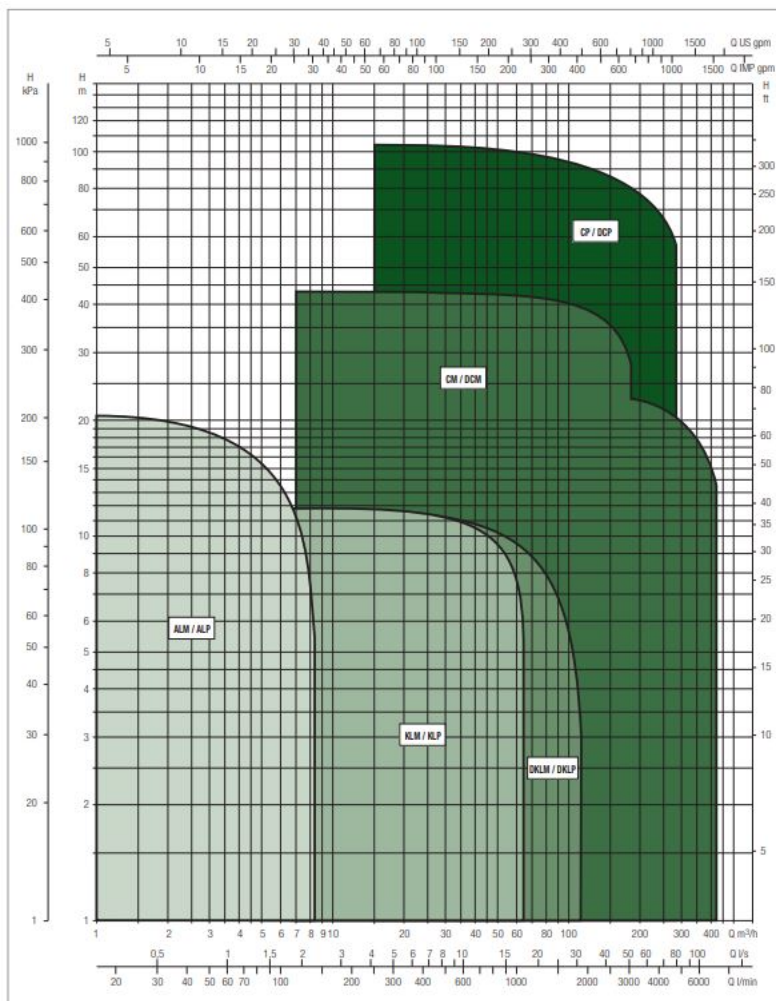 5 10 15 20 30 40 50 60 80 100 150 200 300 400 600 1000 1500 Q US gpm
5 10 15 20 30 40 50 60 80 100 150 200 300 400 600 1000 1500 Q IMP gpm
H kPa
H m
H ft
120
1000 100
300
800 80
250
600 60
CP / DCP
200
500 50
400 40
150
300 30
100
CM / DCM
80
200 20
60
150 15
50
40
100 10
35
30
80 8
25
60 6
ALM / ALP
20
50 5
15
40 4
30 3
KLM / KLP
10
DKLM / DKLP
20 2
5
1 1
1 2 3 4 5 6 7 8 9 10 20 30 40 50 60 80 100 200 300 400 Q m³/h
0,5 1 1.5 2 3 4 5 6 7 8 10 15 20 30 40 50 60 80 100 Q l/s
20 30 40 50 60 70 100 200 300 400 600 1000 2000 3000 4000 6000 Q l/min